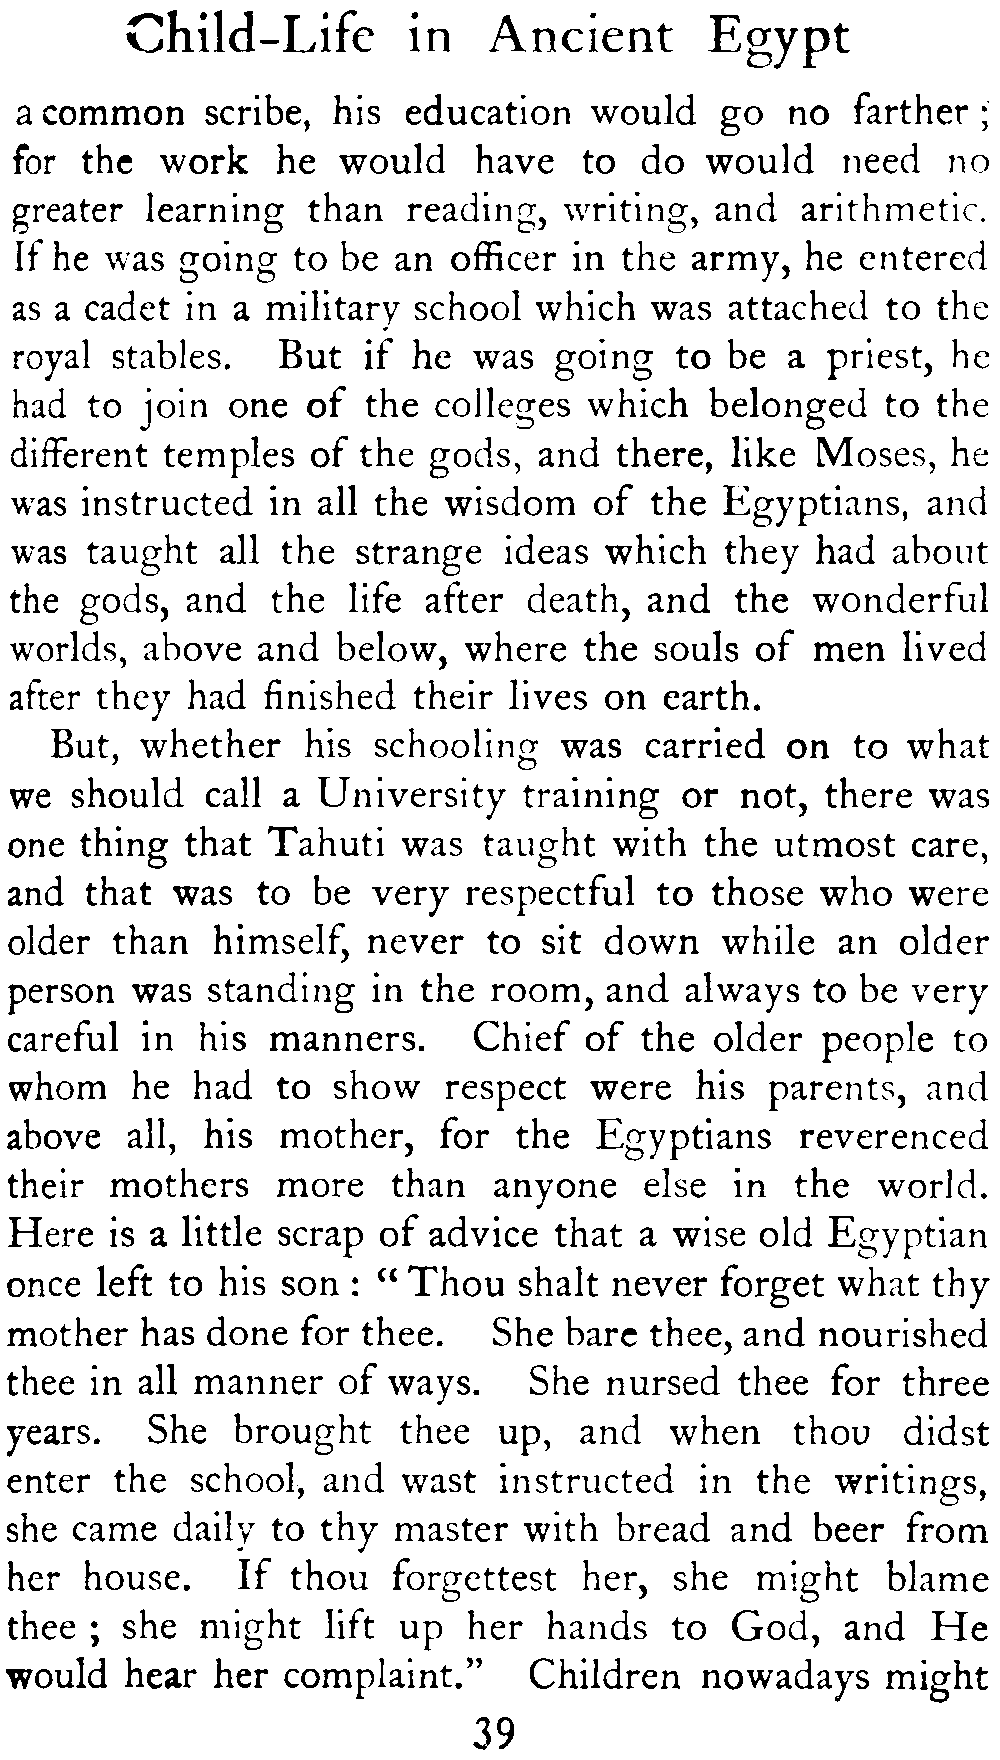 Child-Life in Ancient Egypt
a common scribe, his education would go no farther ;
for the work he would have to do would need no
greater learning than reading, writing, and arithmetic.
If he was going to be an officer in the army, he entered
as a cadet in a military school which was attached to the
royal stables. But if he was going to be a priest, he
had to join one of the colleges which belonged to the
different temples of the gods, and there, like Moses, he
was instructed in all the wisdom of the Egyptians, and
was taught all the strange ideas which they had about
the gods, and the life after death, and the wonderful
worlds, above and below, where the souls of men lived
after they had finished their lives on earth.
But, whether his schooling was carried on to what
we should call a University training or not, there was
one thing that Tahuti was taught with the utmost care,
and that was to be very respectful to those who were
older than himself, never to sit down while an older
person was standing in the room, and always to be very
careful in his manners. Chief of the older people to
whom he had to show respect were his parents, and
above all, his mother, for the Egyptians reverenced
their mothers more than anyone else in the world.
Here is a little scrap of advice that a wise old Egyptian
once left to his son : “ Thou shalt never forget what thy
mother has done for thee. She bare thee, and nourished
thee in all manner of ways. She nursed thee for three
years. She brought thee up, and when thou didst
enter the school, and wast instructed in the writings,
she came daily to thy master with bread and beer from
her house. If thou forgettest her, she might blame
thee ; she might lift up her hands to God, and He
would hear her complaint.” Children nowadays might
39